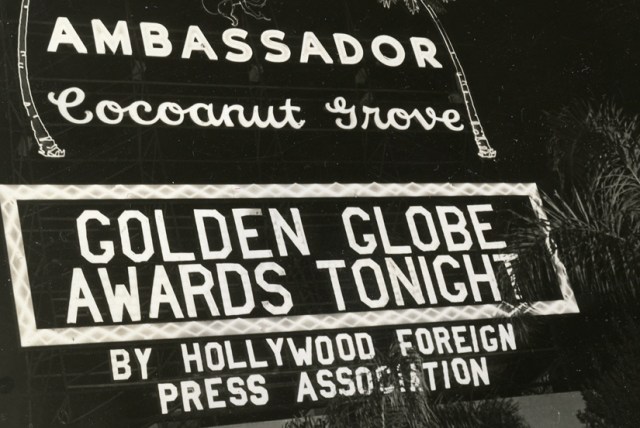 AMBASSADOR
Cocoanut Grove
GOLDEN GLOBE
AWARDS TONIGHT
BY HOLLYWOOD FOREIGN
PRESS ASSOCIATION